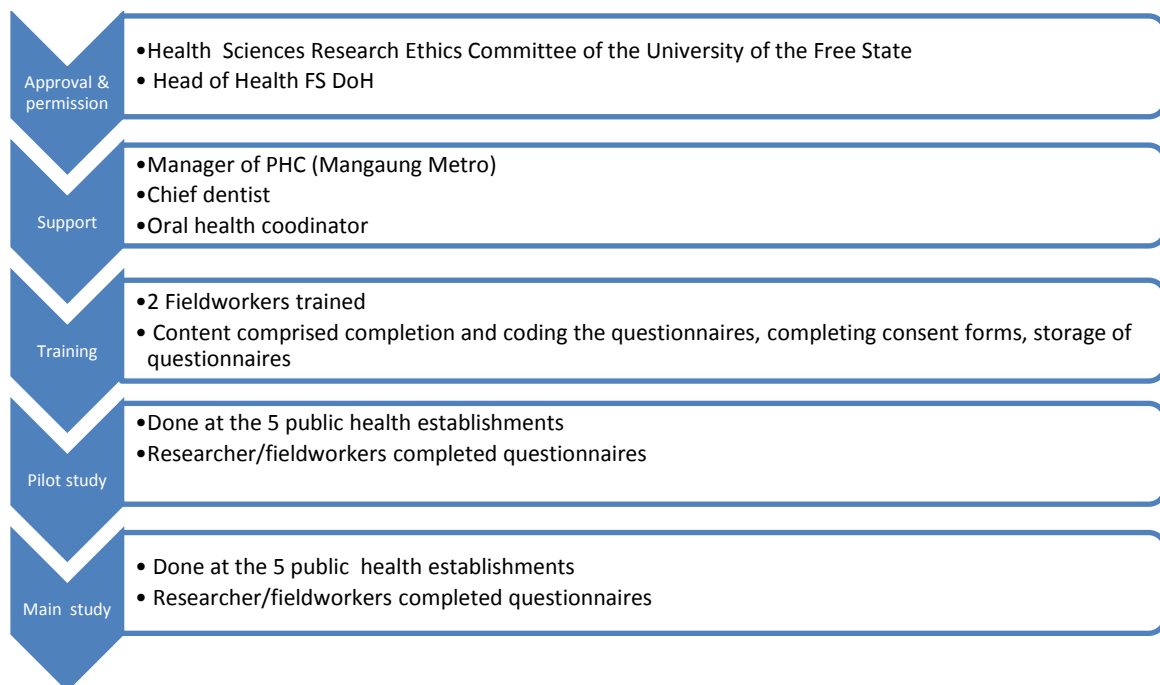 Approval &
permission
•Health Sciences Research Ethics Committee of the University of the Free State
• Head of Health FS DoH
Support
•Manager of PHC (Mangaung Metro)
•Chief dentist
•Oral health coodinator
Training
•2 Fieldworkers trained
• Content comprised completion and coding the questionnaires, completing consent forms, storage of
questionnaires
Pilot study
•Done at the 5 public health establishments
•Researcher/fieldworkers completed questionnaires
Main study
• Done at the 5 public health establishments
• Researcher/fieldworkers completed questionnaires